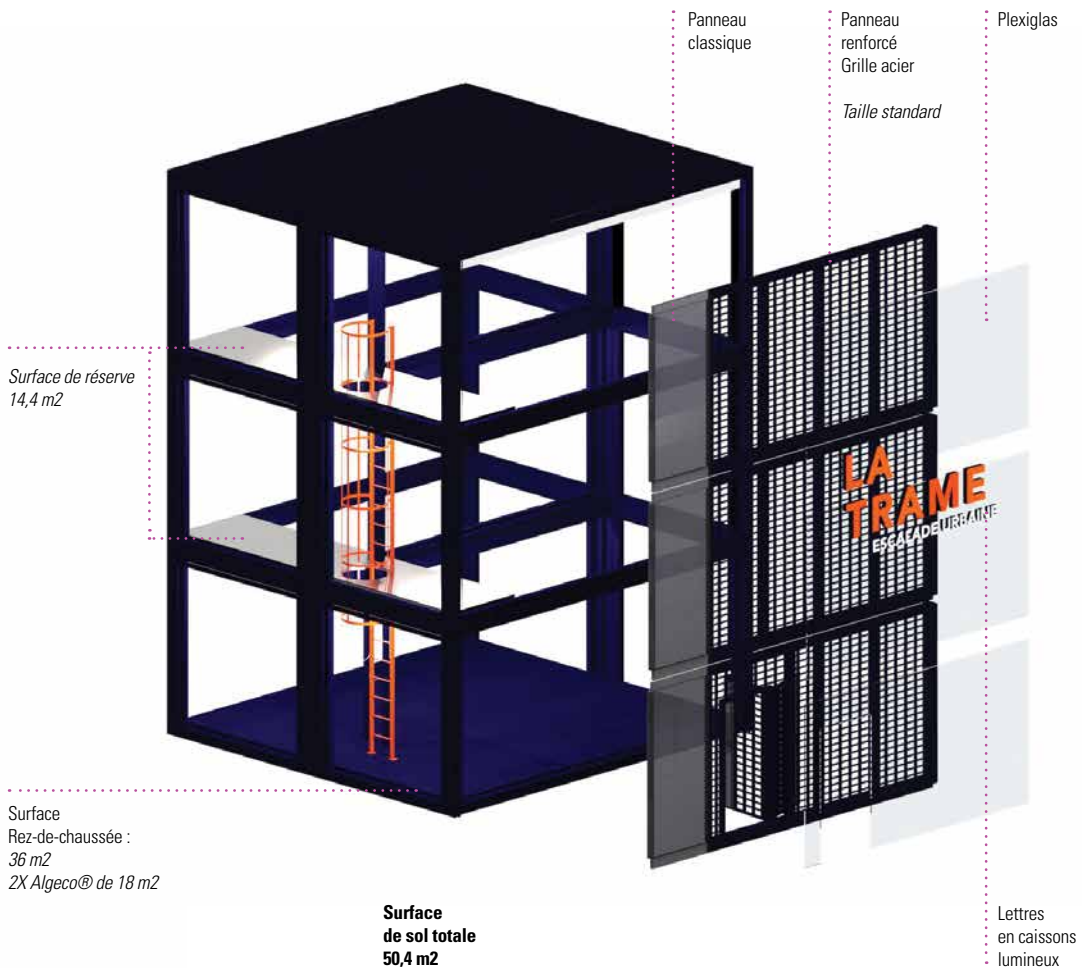 Panneau
classique
Panneau
renforcé
Grille acier
Taille standard
Plexiglas
Surface de réserve
14,4 m2
LA
TRAME
ESCALADE URBAINE
Surface
Rez-de-chaussée :
36 m2
2X Algeco® de 18 m2
Surface
de sol totale
50,4 m2
Lettres
en caissons
lumineux